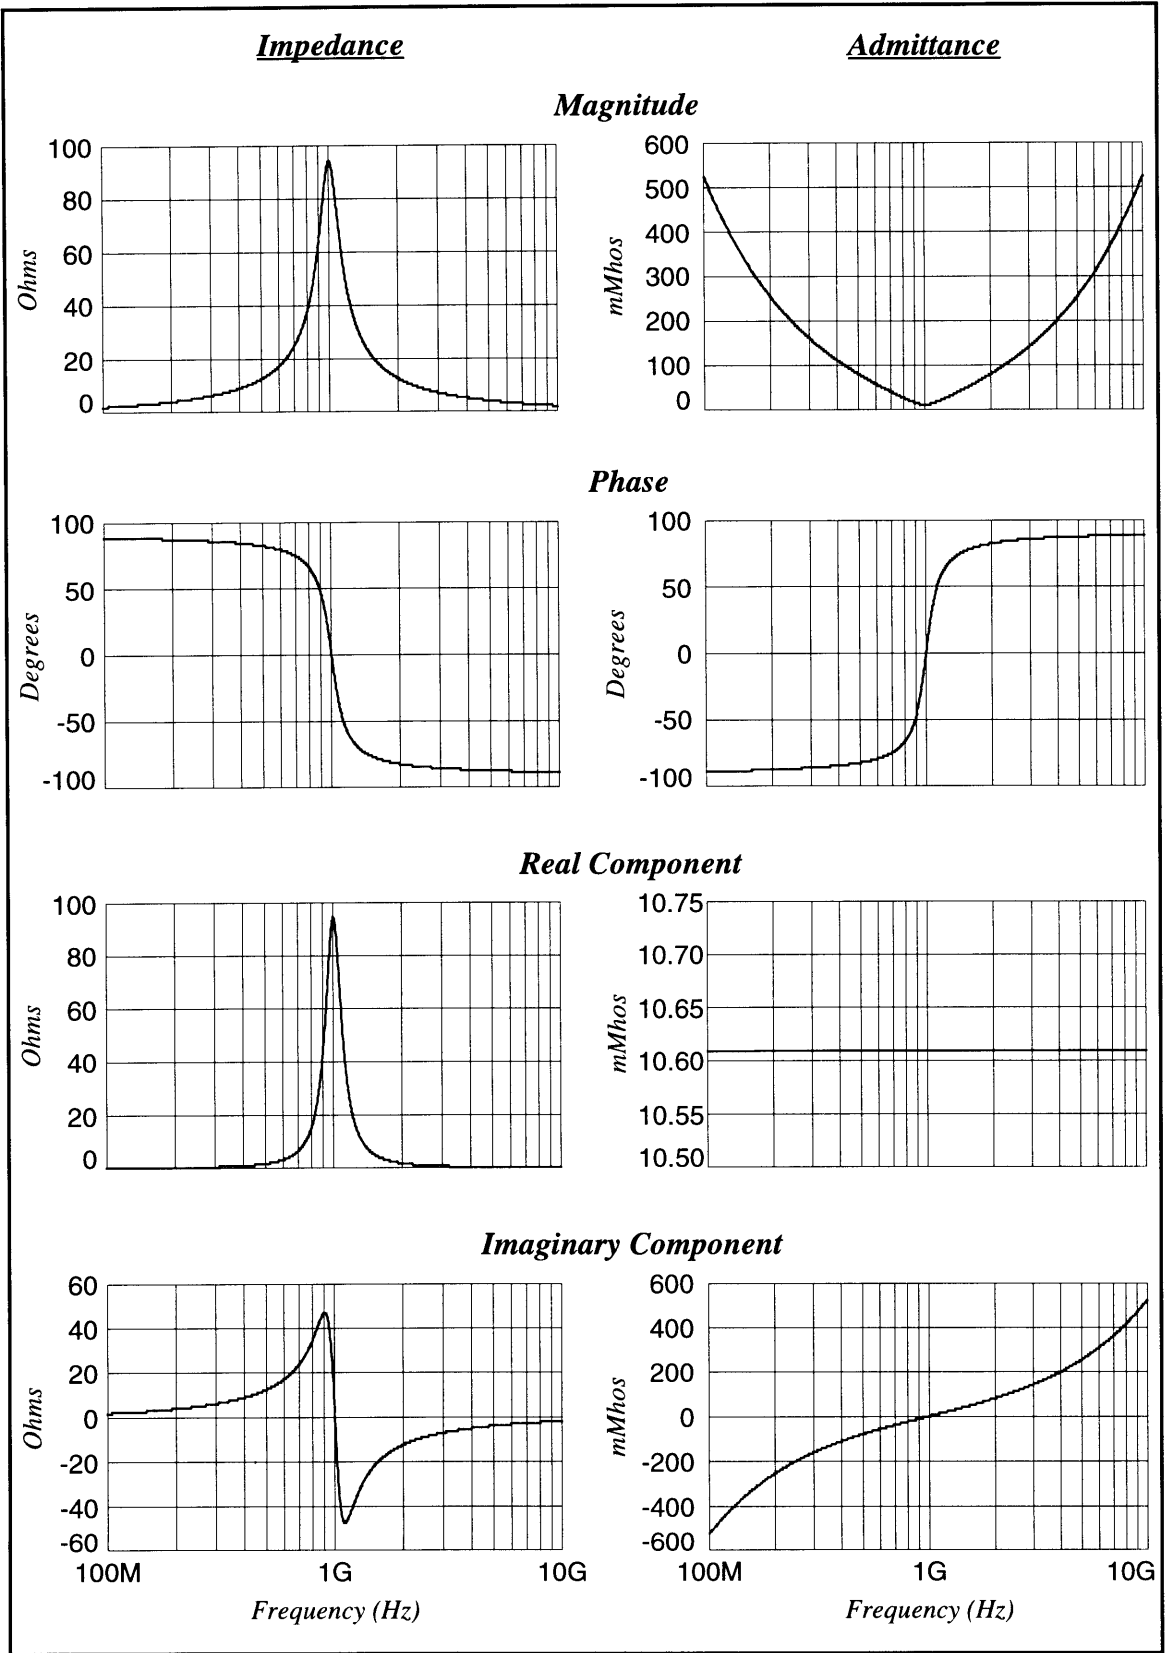 Impedance
Admittance
Magnitude
100
80
60
40
20
0
Ohms
600
500
400
300
200
100
0
mMhos
Phase
100
50
0
-50
-100
Degrees
100
50
0
-50
-100
Degrees
Real Component
100
80
60
40
20
0
Ohms
10.75
10.70
10.65
10.60
10.55
10.50
mMhos
Imaginary Component
60
40
20
0
-20
-40
-60
Ohms
100M 1G 10G
Frequency (Hz)
600
400
200
0
-200
-400
-600
mMhos
100M 1G 10G
Frequency (Hz)